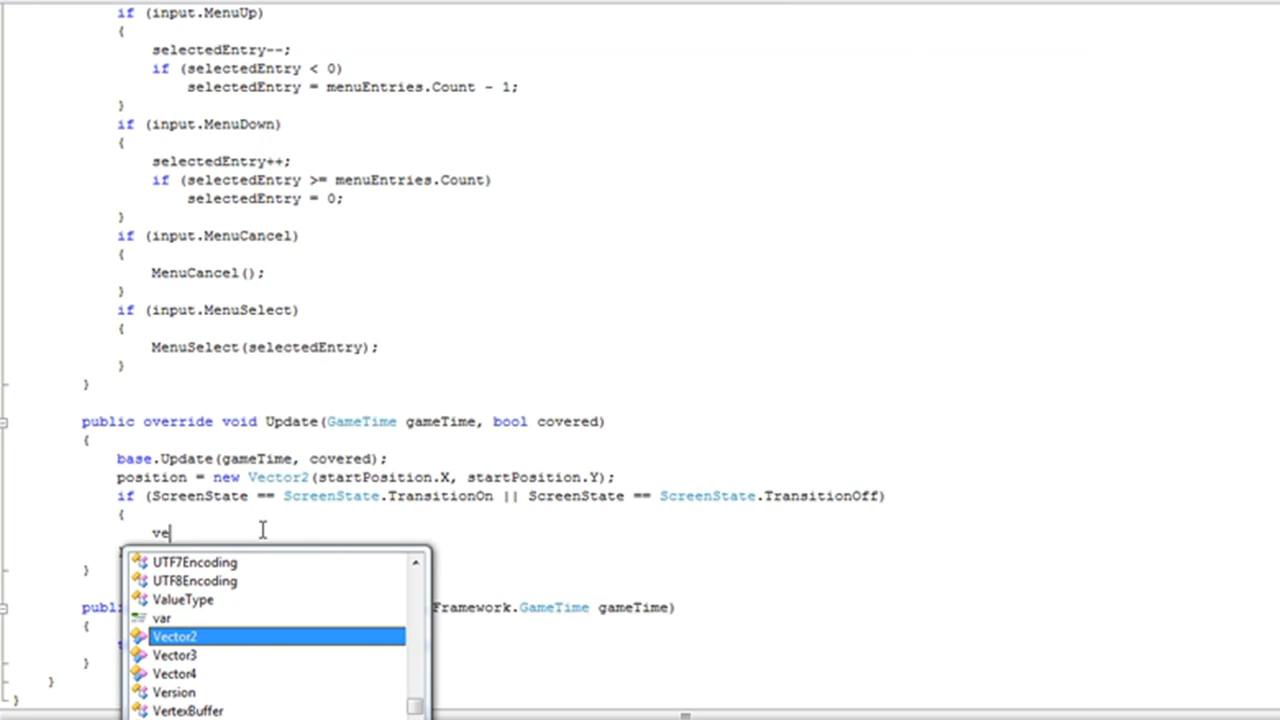 if (input.MenuUp)
{
selectedEntry--;
if (selectedEntry < 0)
selectedEntry = menuEntries.Count - 1;
}
if (input.MenuDown)
{
selectedEntry++;
if (selectedEntry >= menuEntries.Count)
selectedEntry = 0;
}
if (input.MenuCancel)
{
MenuCancel();
}
if (input.MenuSelect)
{
MenuSelect(selectedEntry);
}
}
public override void Update(GameTime gameTime, bool covered)
{
base.Update(gameTime, covered);
position = new Vector2(startPosition.X, startPosition.Y);
if (ScreenState == ScreenState.TransitionOn || ScreenState == ScreenState.TransitionOff)
{
ve
UTF7Encoding
UTF8Encoding
ValueType
var
Vector2
Vector3
Vector4
Version
VertexBuffer
}
publ Framework.GameTime gameTime)
{
}
}
}